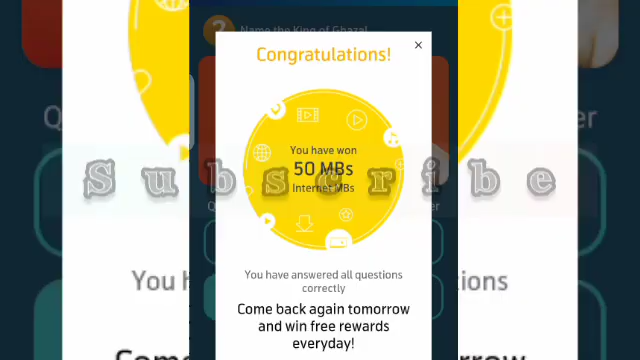 Name the King of Ghazal
Congratulations!
You have won
50 MBs
Internet MBs
Subscribe
You have answered all questions
correctly
Come back again tomorrow
and win free rewards
everyday!